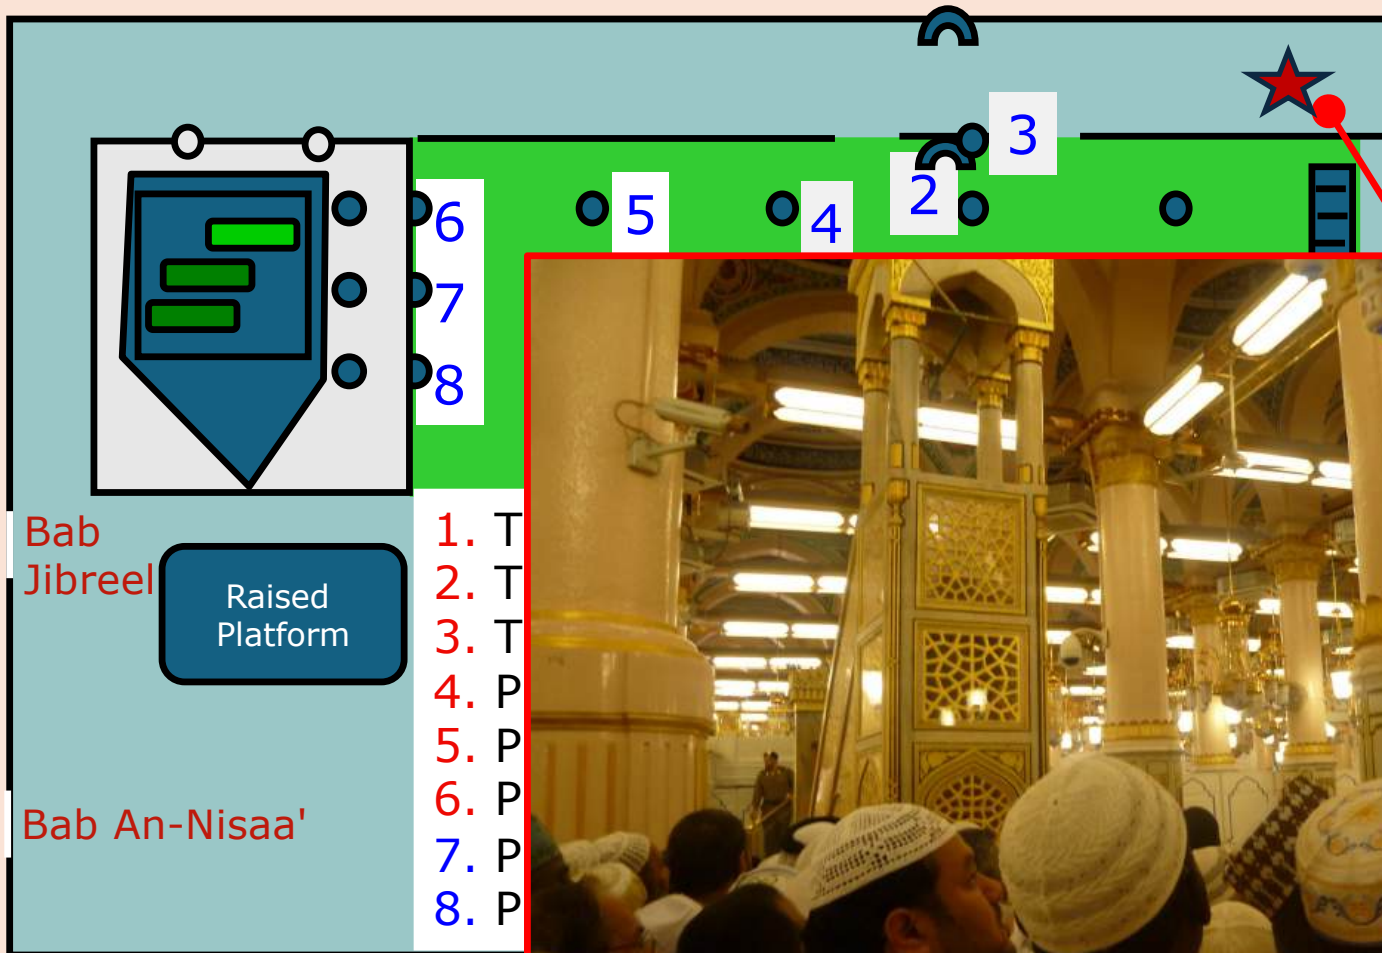 3
2
6
5
4
7
8
Bab
Jibreel
Raised
Platform
Bab An-Nisaa'
1. T
2. T
3. T
4. P
5. P
6. P
7. P
8. P